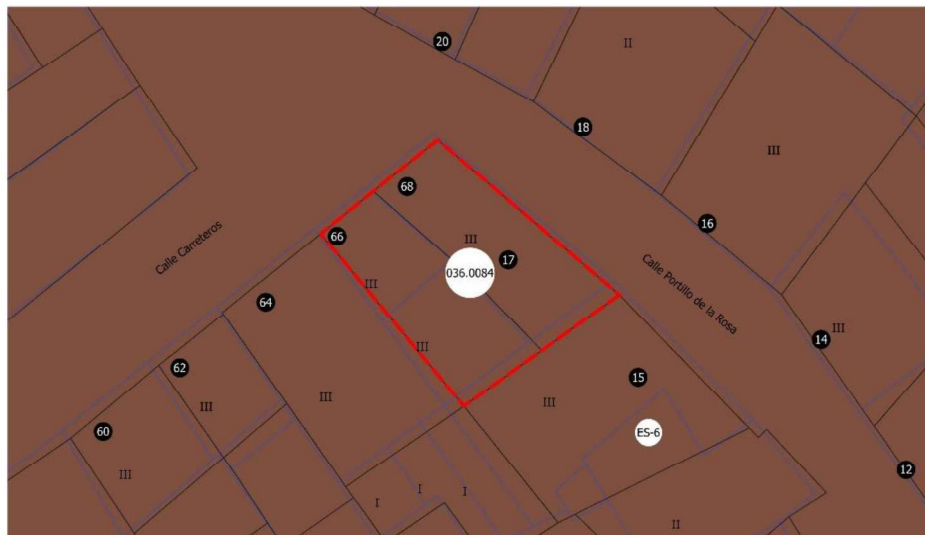 20
II
18
III
68
16
66
III
17
Calle Carreteros
036.0084
III
Calle Portillo de la Rosa
64
III
14
III
62
15
III
III
III
60
ES-6
III
12
I
I
I
II